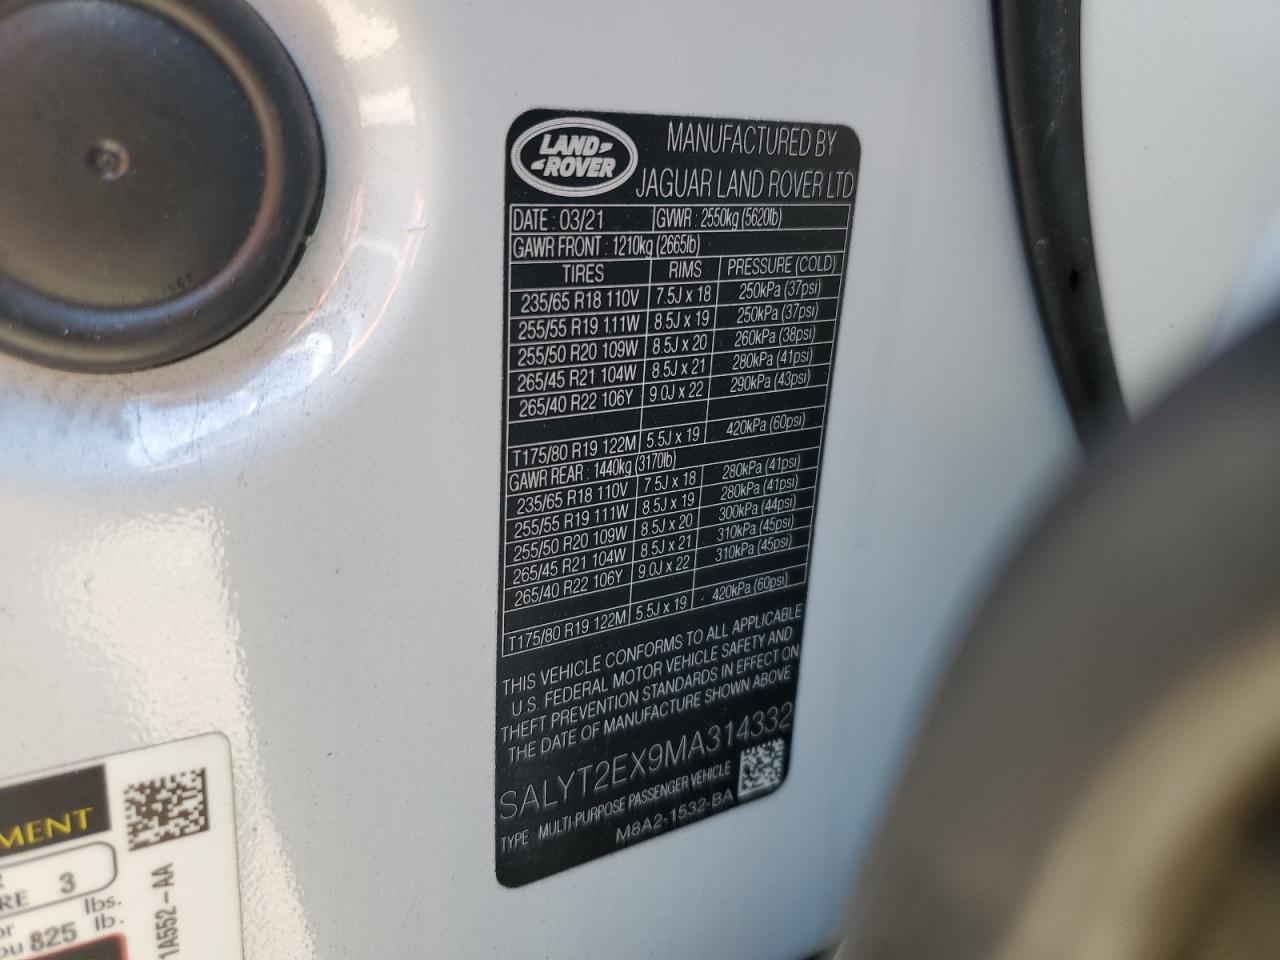 LAND-
-ROVER
MANUFACTURED BY
JAGUAR LAND ROVER LTD
DATE : 03/21 GVWR : 2550kg (5620lb)
GAWR FRONT : 1210kg (2665lb)
TIRES RIMS PRESSURE (COLD)
235/65 R18 110V 7.5J x 18 250kPa (37psi)
255/55 R19 111W 8.5J x 19 250kPa (37psi)
255/50 R20 109W 8.5J x 20 260kPa (38psi)
265/45 R21 104W 8.5J x 21 280kPa (41psi)
265/40 R22 106Y 9.0J x 22 290kPa (43psi)
T175/80 R19 122M 5.5J x 19 420kPa (60psi)
GAWR REAR : 1440kg (3170lb)
235/65 R18 110V 7.5J x 18 280kPa (41psi)
255/55 R19 111W 8.5J x 19 280kPa (41psi)
255/50 R20 109W 8.5J x 20 300kPa (44psi)
265/45 R21 104W 8.5J x 21 310kPa (45psi)
265/40 R22 106Y 9.0J x 22 310kPa (45psi)
T175/80 R19 122M 5.5J x 19 420kPa (60psi)
THIS VEHICLE CONFORMS TO ALL APPLICABLE
U.S. FEDERAL MOTOR VEHICLE SAFETY AND
THEFT PREVENTION STANDARDS IN EFFECT ON
THE DATE OF MANUFACTURE SHOWN ABOVE
SALYT2EX9MA314332
TYPE MULTI-PURPOSE PASSENGER VEHICLE
M8A2-1532-BA
MENT
RE 3
lbs.
ou 825 lb.
1A552-AA